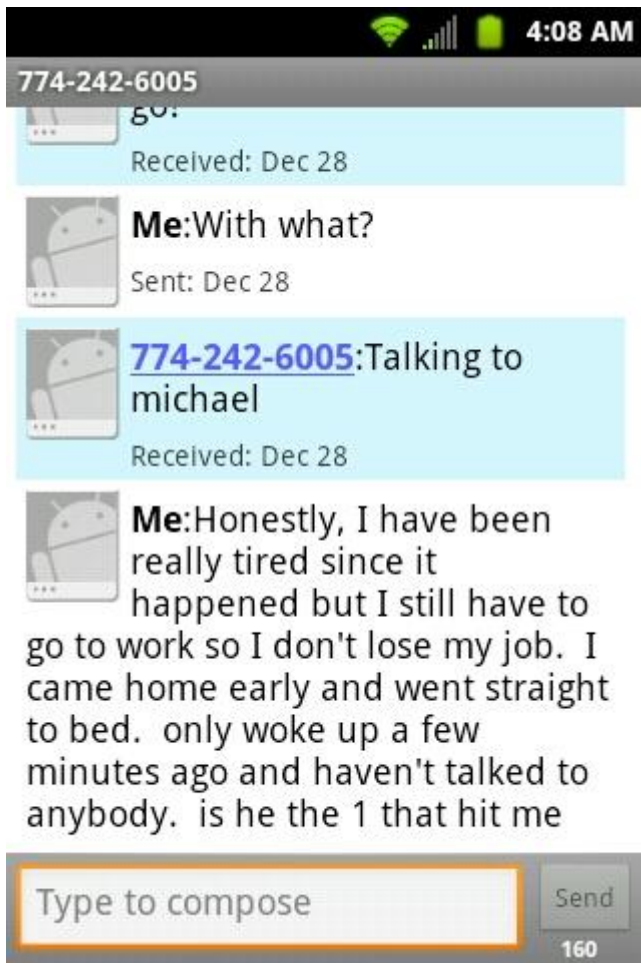 4:08 AM
774-242-6005
go?
Received: Dec 28
Me:With what?
Sent: Dec 28
774-242-6005:Talking to
michael
Received: Dec 28
Me:Honestly, I have been
really tired since it
happened but I still have to
go to work so I don't lose my job.  I
came home early and went straight
to bed.  only woke up a few
minutes ago and haven't talked to
anybody.  is he the 1 that hit me
Type to compose
Send
160